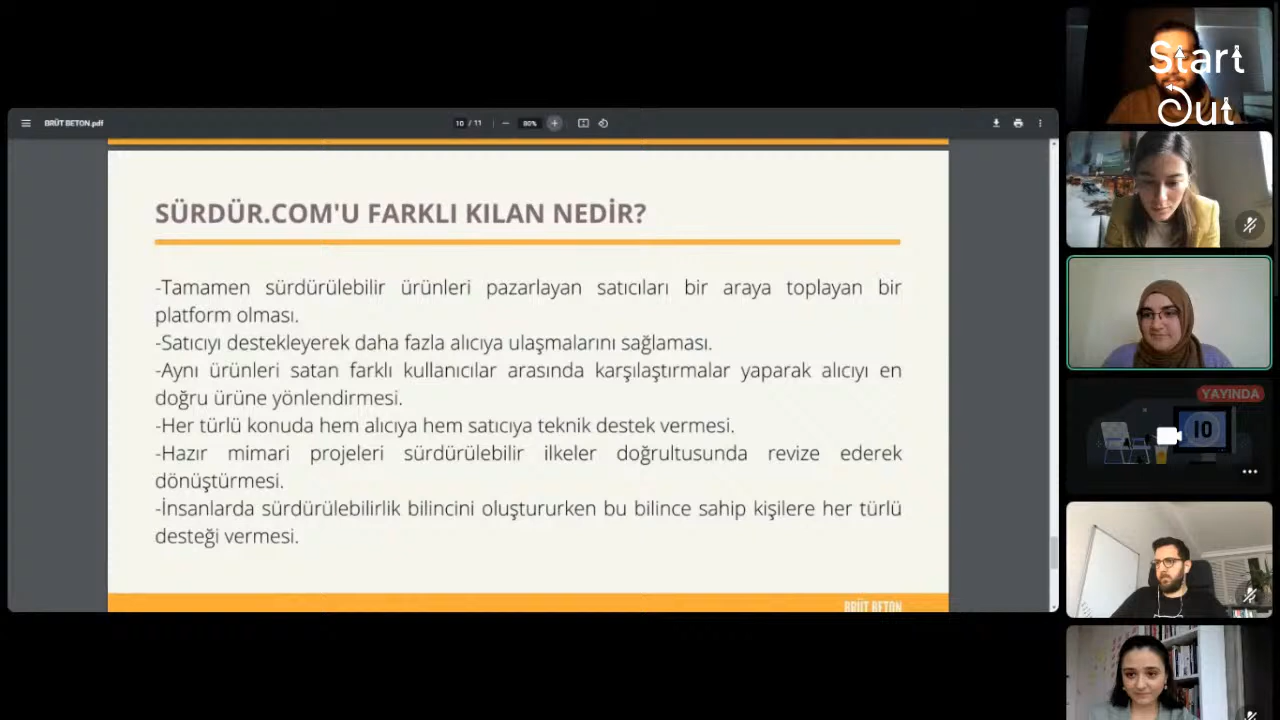 Start
Out
BRÜT BETON.pdf
10 / 11
80%
SÜRDÜR.COM'U FARKLI KILAN NEDİR?
-Tamamen sürdürülebilir ürünleri pazarlayan satıcıları bir araya toplayan bir
platform olması.
-Satıcıyı destekleyerek daha fazla alıcıya ulaşmalarını sağlaması.
-Aynı ürünleri satan farklı kullanıcılar arasında karşılaştırmalar yaparak alıcıyı en
doğru ürüne yönlendirmesi.
-Her türlü konuda hem alıcıya hem satıcıya teknik destek vermesi.
-Hazır mimari projeleri sürdürülebilir ilkeler doğrultusunda revize ederek
dönüştürmesi.
-İnsanlarda sürdürülebilirlik bilincini oluştururken bu bilince sahip kişilere her türlü
desteği vermesi.
BRÜT BETON
YAYINDA
10